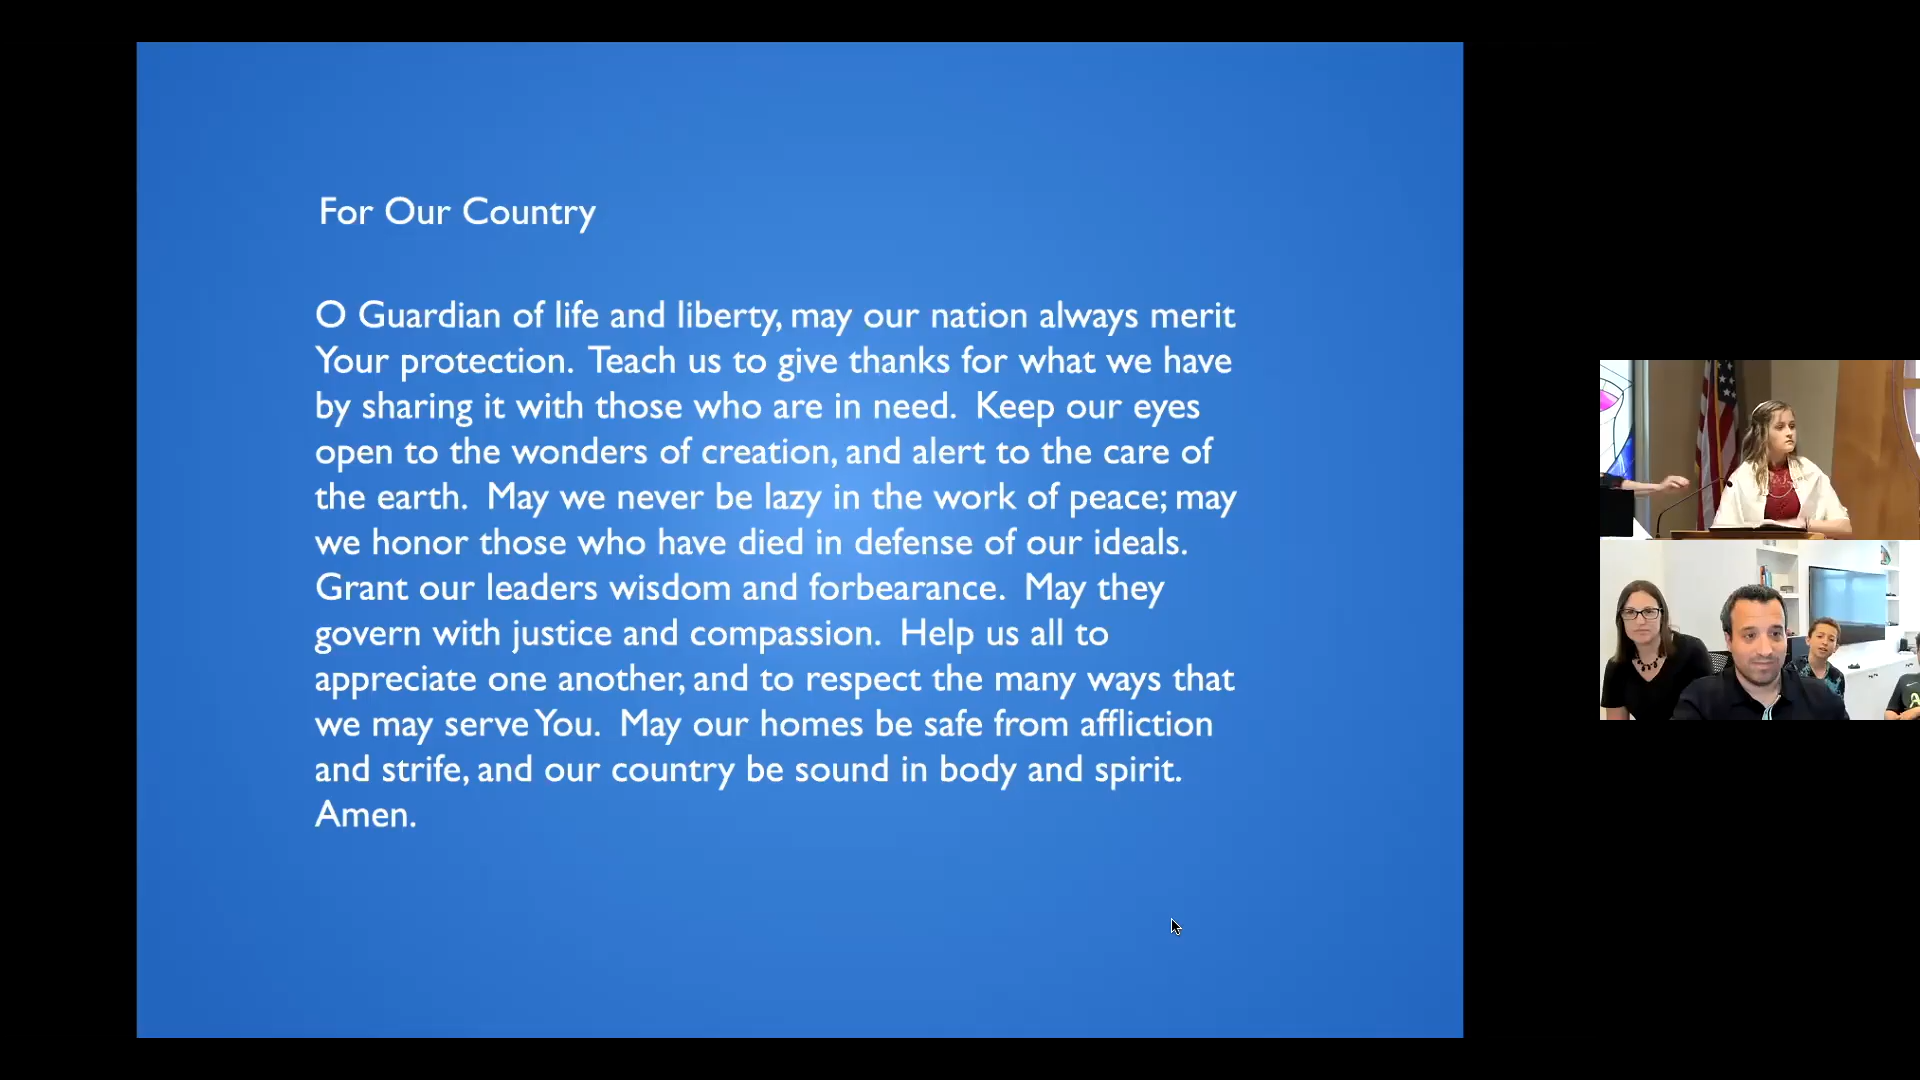 For Our Country
O Guardian of life and liberty, may our nation always merit
Your protection.  Teach us to give thanks for what we have
by sharing it with those who are in need.  Keep our eyes
open to the wonders of creation, and alert to the care of
the earth.  May we never be lazy in the work of peace; may
we honor those who have died in defense of our ideals.
Grant our leaders wisdom and forbearance.  May they
govern with justice and compassion.  Help us all to
appreciate one another, and to respect the many ways that
we may serve You.  May our homes be safe from affliction
and strife, and our country be sound in body and spirit.
Amen.